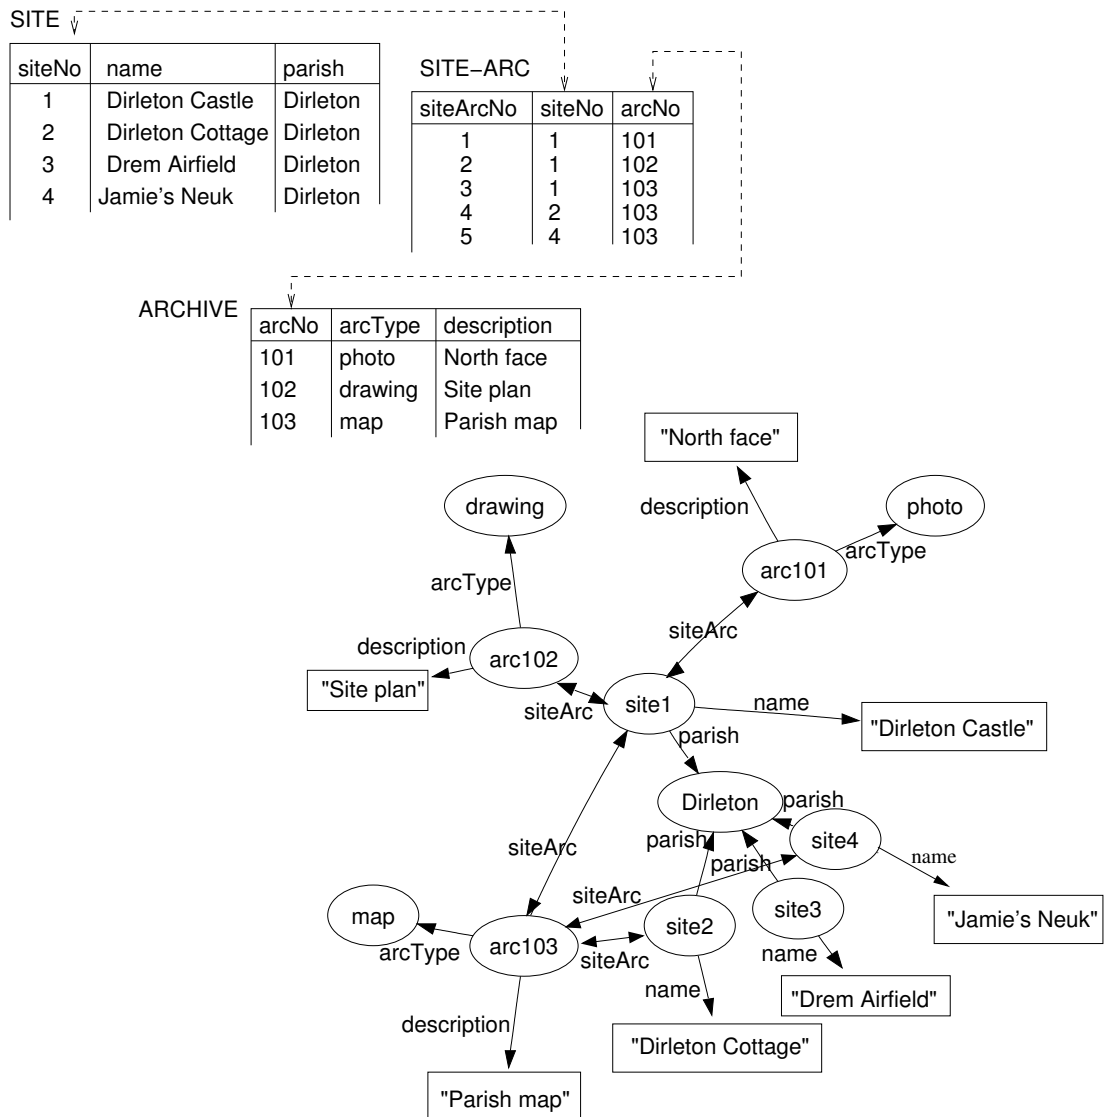 SITE
siteNo name parish
1 Dirleton Castle Dirleton
2 Dirleton Cottage Dirleton
3 Drem Airfield Dirleton
4 Jamie's Neuk Dirleton
SITE−ARC
siteArcNo siteNo arcNo
1 1 101
2 1 102
3 1 103
4 2 103
5 4 103
ARCHIVE
arcNo arcType description
101 photo North face
102 drawing Site plan
103 map Parish map
"North face"
drawing
description
photo
arcType
arc101
arcType
siteArc
description
arc102
"Site plan"
siteArc
site1
name
"Dirleton Castle"
parish
Dirleton
parish
parish
site4
siteArc
parish
name
siteArc
map
site3
"Jamie's Neuk"
site2
arcType
arc103
siteArc
name
name
"Drem Airfield"
description
"Dirleton Cottage"
"Parish map"